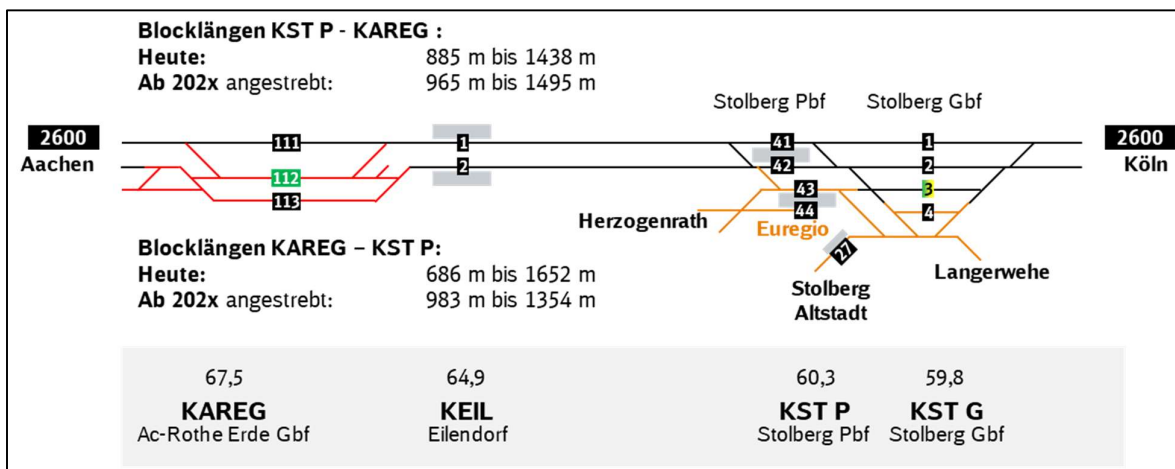 Blocklängen KST P - KAREG :
Heute: 885 m bis 1438 m
Ab 202x angestrebt: 965 m bis 1495 m
Stolberg Pbf Stolberg Gbf
2600 111 1 41 1 2600
Aachen 2 42 2 Köln
112 43 3
113 44 4
Herzogenrath Euregio
27
Langerwehe
Stolberg
Altstadt
Blocklängen KAREG – KST P:
Heute: 686 m bis 1652 m
Ab 202x angestrebt: 983 m bis 1354 m
67,5 64,9 60,3 59,8
KAREG KEIL KST P KST G
Ac-Rothe Erde Gbf Eilendorf Stolberg Pbf Stolberg Gbf